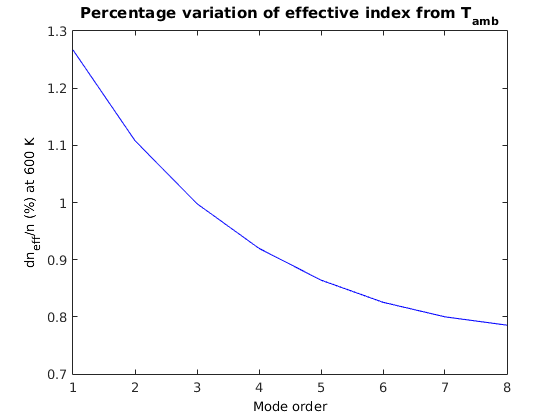 Percentage variation of effective index from T_amb
1.3
1.2
1.1
1
0.9
0.8
0.7
dn_eff/n (%) at 600 K
1 2 3 4 5 6 7 8
Mode order